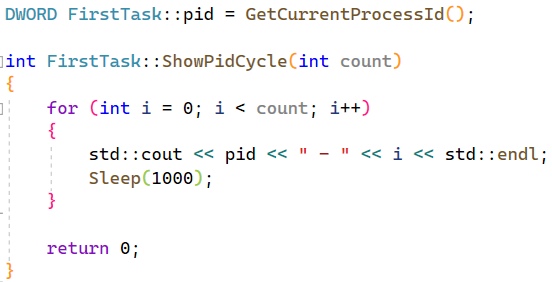 DWORD FirstTask::pid = GetCurrentProcessId();
int FirstTask::ShowPidCycle(int count)
{
for (int i = 0; i < count; i++)
{
std::cout << pid << " - " << i << std::endl;
Sleep(1000);
}
return 0;
}